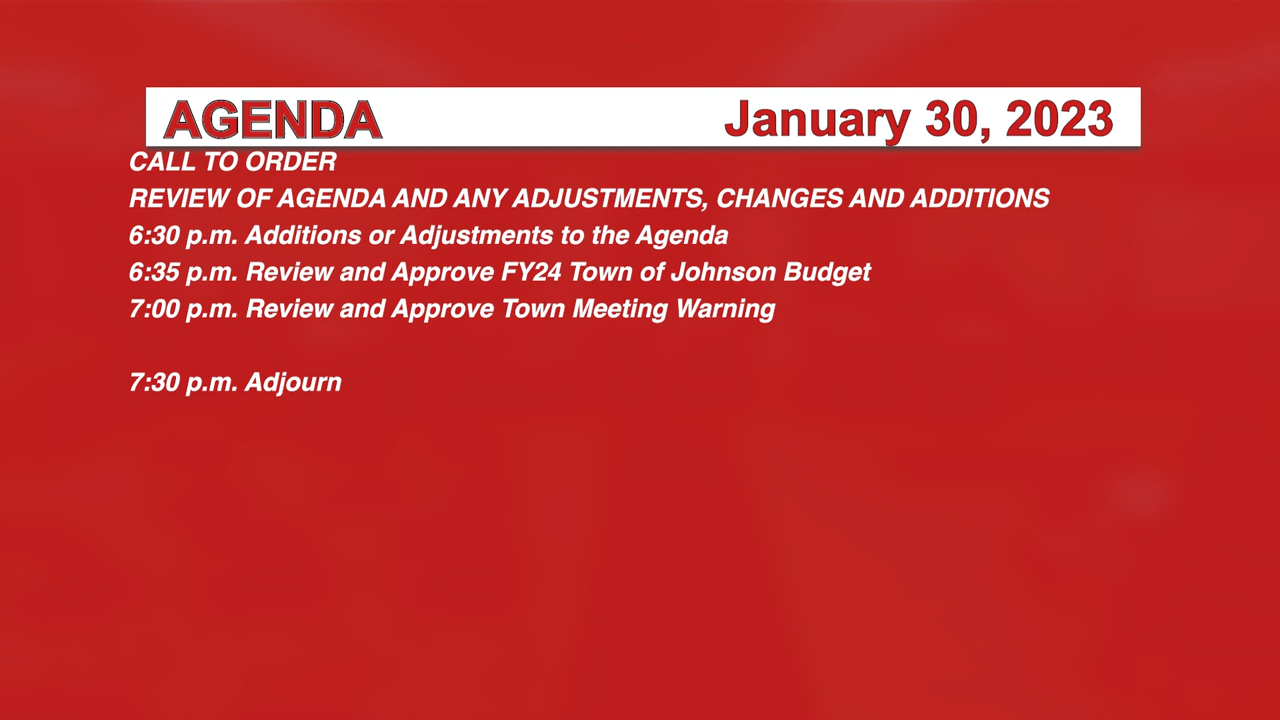 AGENDA January 30, 2023
CALL TO ORDER
REVIEW OF AGENDA AND ANY ADJUSTMENTS, CHANGES AND ADDITIONS
6:30 p.m. Additions or Adjustments to the Agenda
6:35 p.m. Review and Approve FY24 Town of Johnson Budget
7:00 p.m. Review and Approve Town Meeting Warning
7:30 p.m. Adjourn